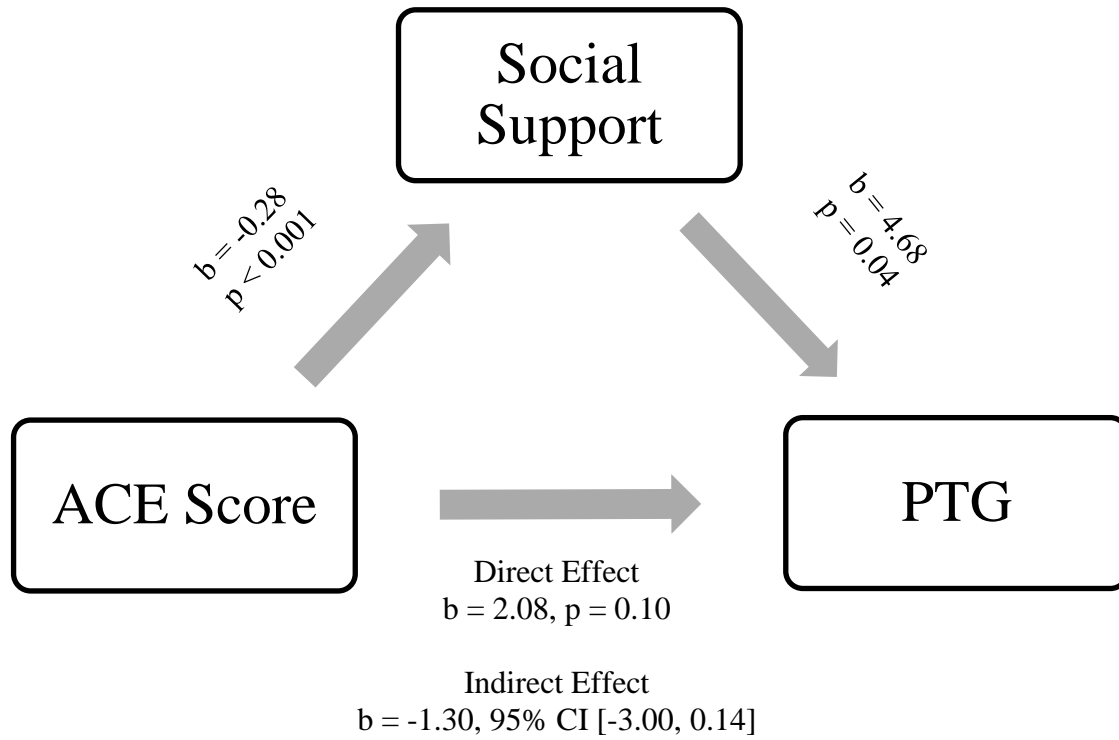 Social
Support
b = -0.28
p < 0.001
b = 4.68
p = 0.04
ACE Score
PTG
Direct Effect
b = 2.08, p = 0.10
Indirect Effect
b = -1.30, 95% CI [-3.00, 0.14]